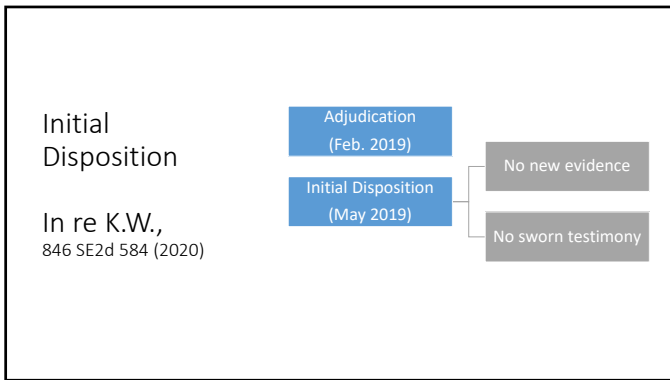 Initial
Disposition
In re K.W.,
846 SE2d 584 (2020)
Adjudication
(Feb. 2019)
Initial Disposition
(May 2019)
No new evidence
No sworn testimony